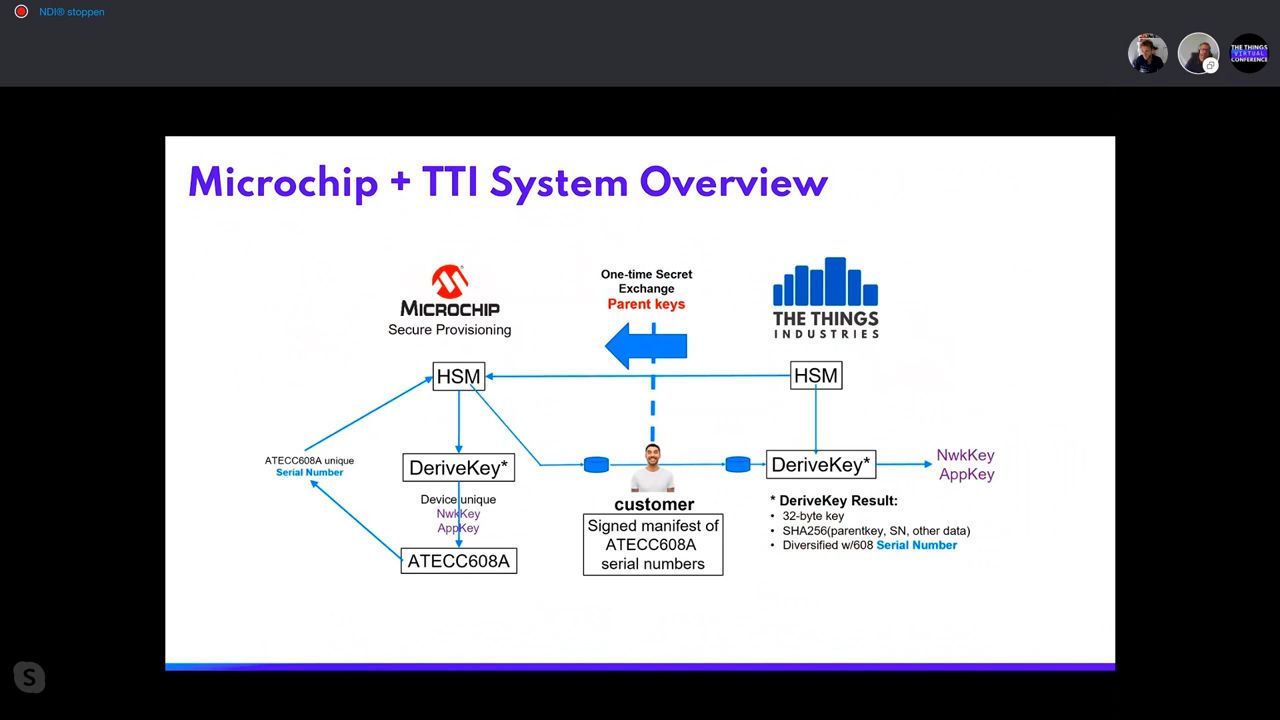 NDI® stoppen
THE THINGS
VIRTUAL
CONFERENCE
Microchip + TTI System Overview
MICROCHIP
Secure Provisioning
One-time Secret
Exchange
Parent keys
THE THINGS
INDUSTRIES
HSM
HSM
ATECC608A unique
Serial Number
DeriveKey*
Device unique
NwkKey
AppKey
ATECC608A
customer
Signed manifest of
ATECC608A
serial numbers
DeriveKey*
NwkKey
AppKey
* DeriveKey Result:
• 32-byte key
• SHA256(parentkey, SN, other data)
• Diversified w/608 Serial Number
S